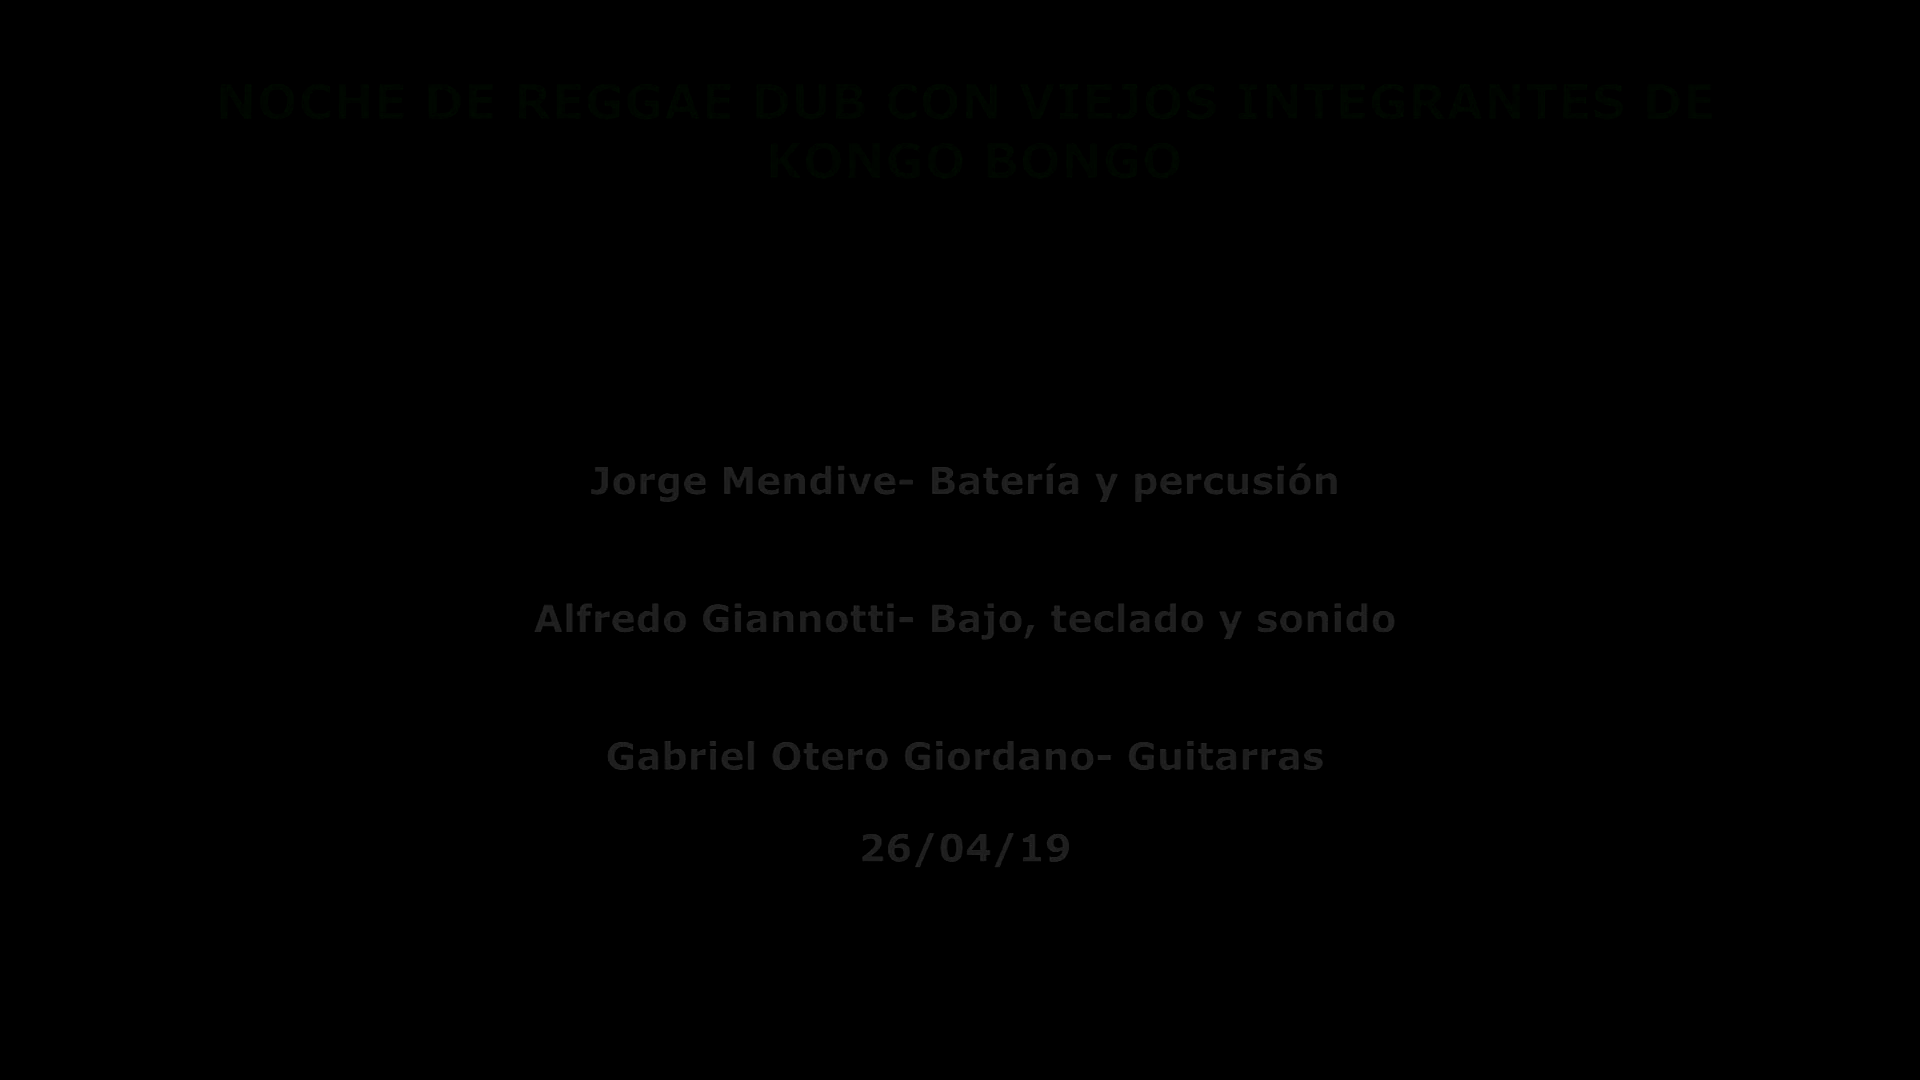 NOCHE DE REGGAE DUB CON VIEJOS INTEGRANTES DE
KONGO BONGO
Jorge Mendive- Batería y percusión
Alfredo Giannotti- Bajo, teclado y sonido
Gabriel Otero Giordano- Guitarras
26/04/19